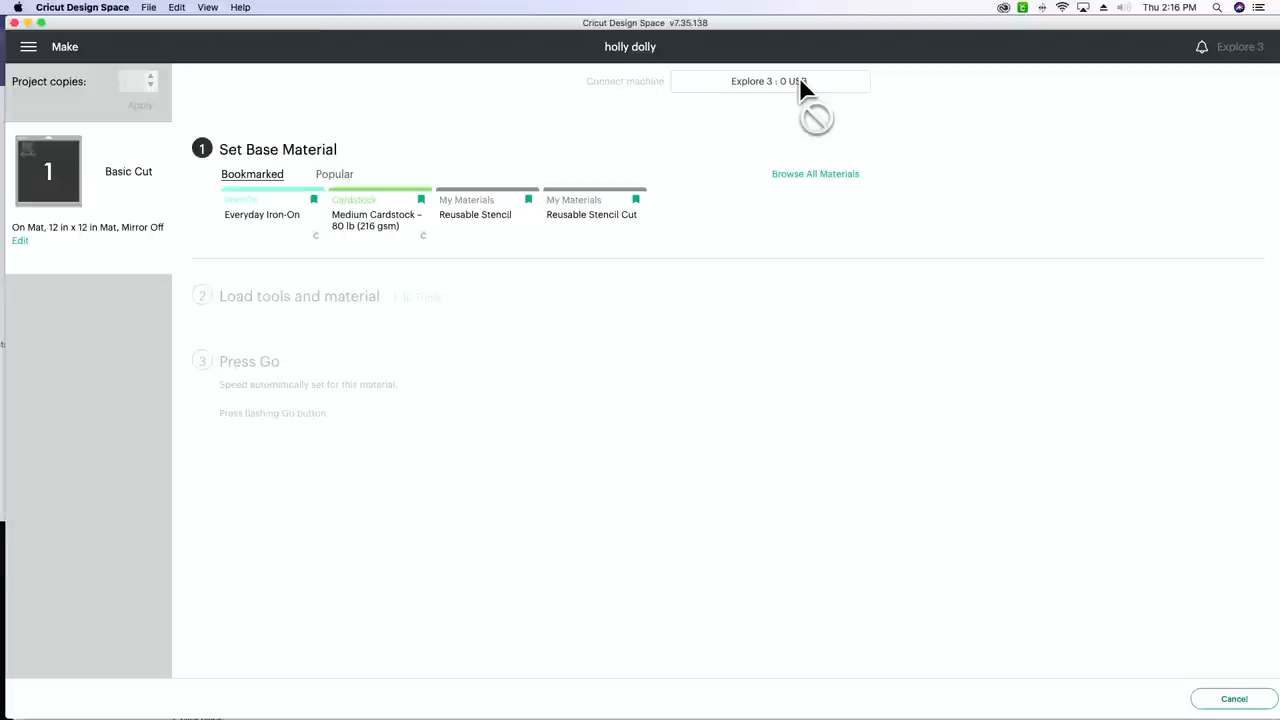 Cricut Design Space File Edit View Help Thu 2:16 PM
Cricut Design Space v7.35.138
Make holly dolly Explore 3
Project copies:
Apply
Connect machine Explore 3 : 0 USB
1 Set Base Material
Bookmarked Popular Browse All Materials
1 Basic Cut
Cardstock My Materials My Materials
Everyday Iron-On Medium Cardstock – Reusable Stencil Reusable Stencil Cut
80 lb (216 gsm)
C C
On Mat, 12 in x 12 in Mat, Mirror Off
Edit
2 Load tools and material Edit Tools
3 Press Go
Speed automatically set for this material.
Press flashing Go button.
Cancel